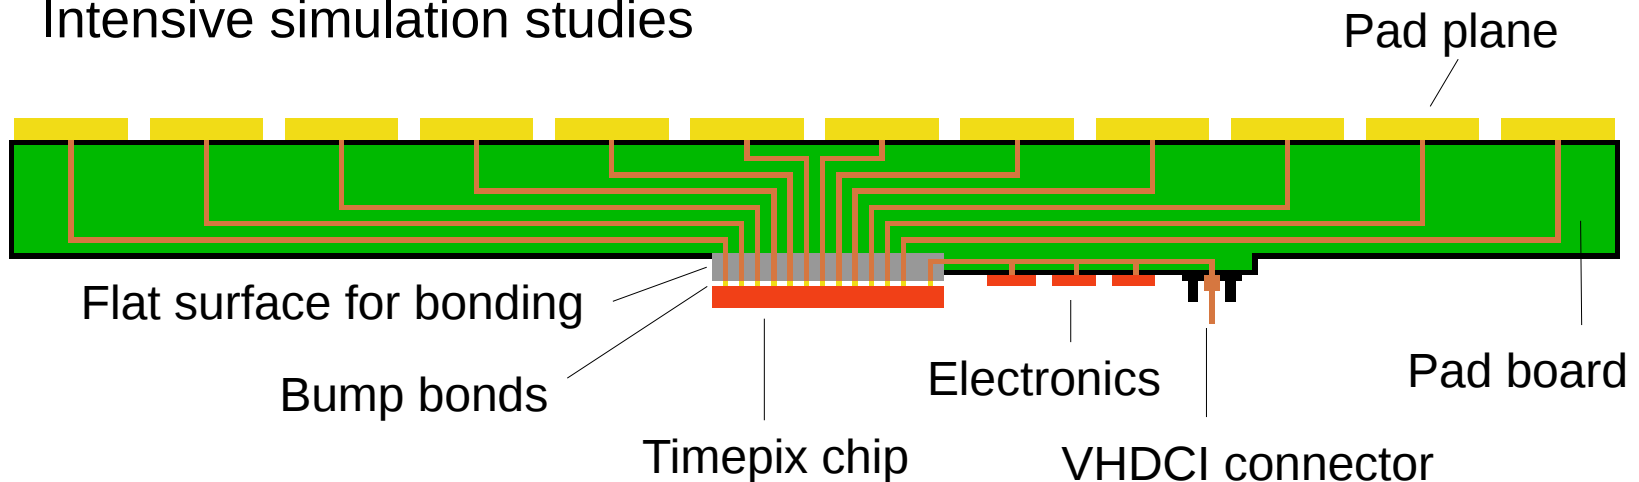 Intensive simulation studies
Pad plane
Flat surface for bonding
Bump bonds
Electronics
Pad board
Timepix chip
VHDCI connector